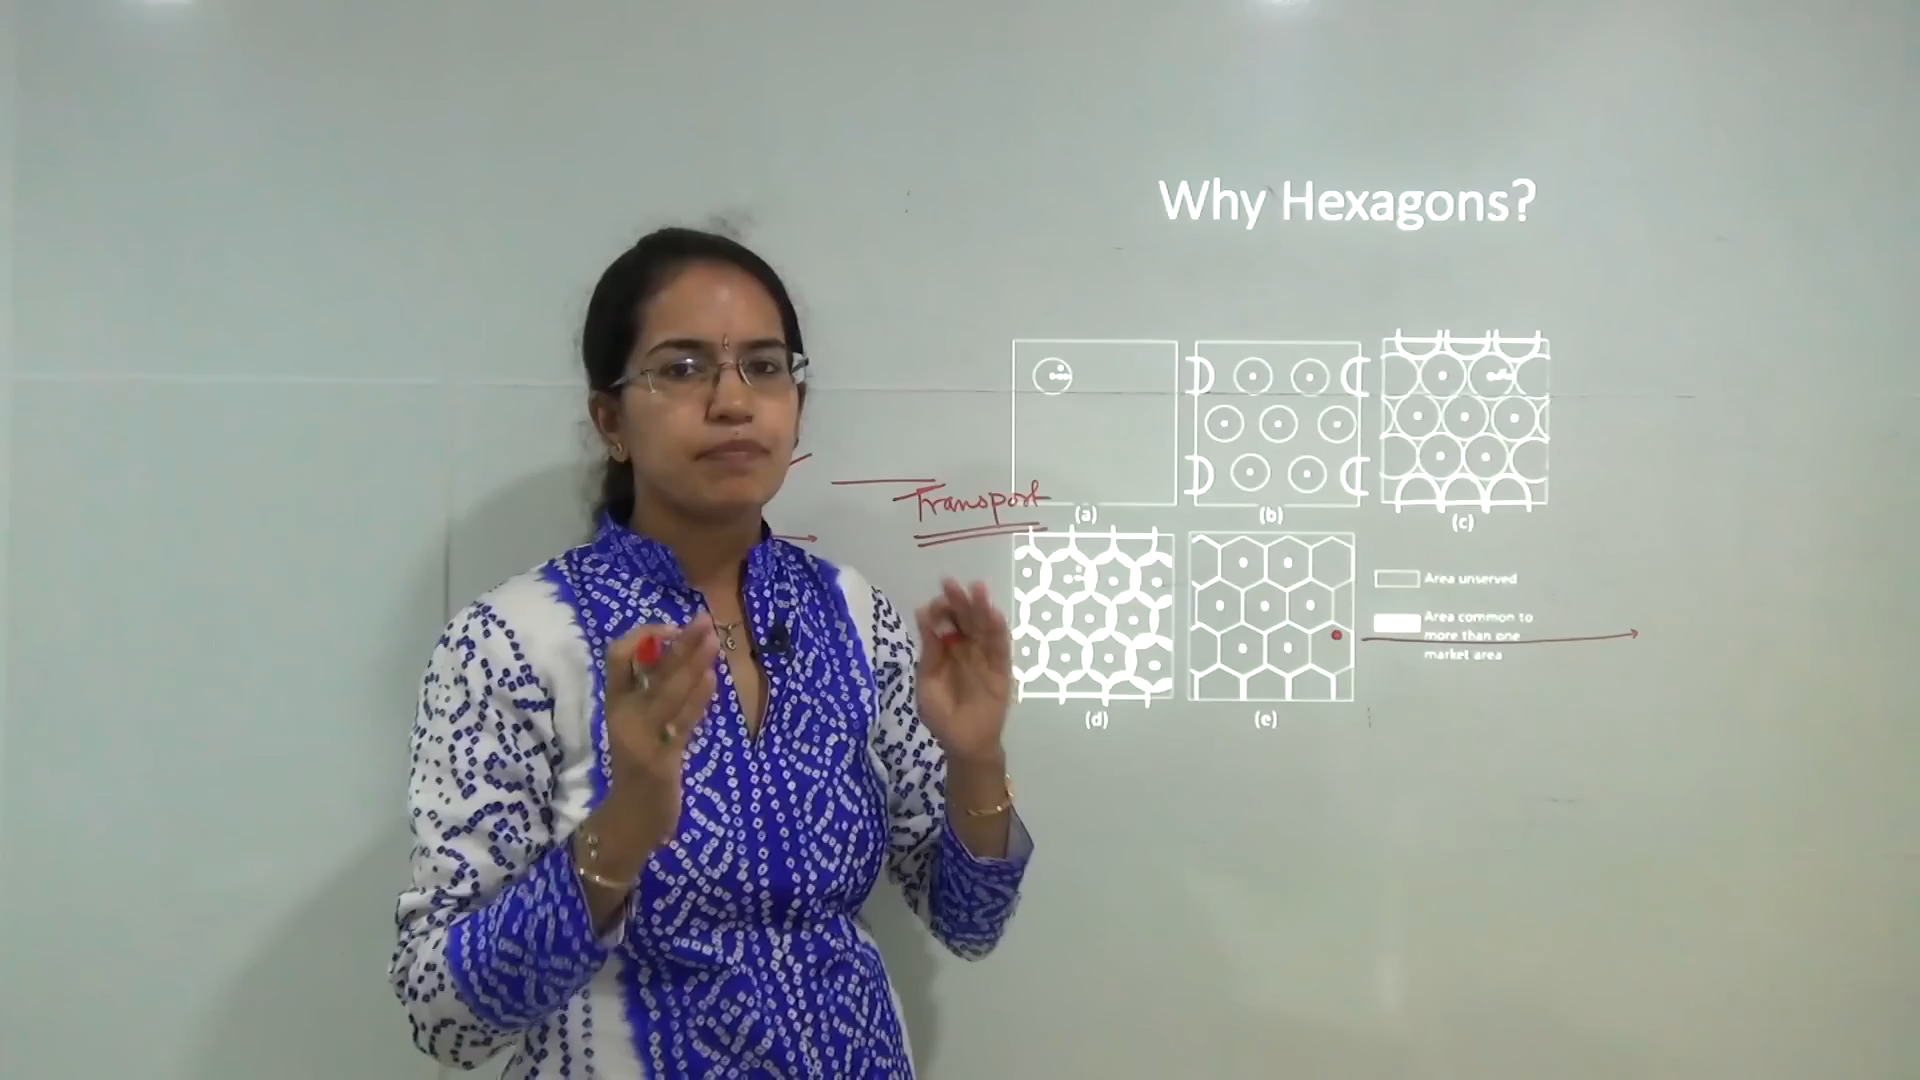 Why Hexagons?
Transport
(a)
(b)
(c)
(d)
(e)
Area unserved
Area common to
more than one
market area